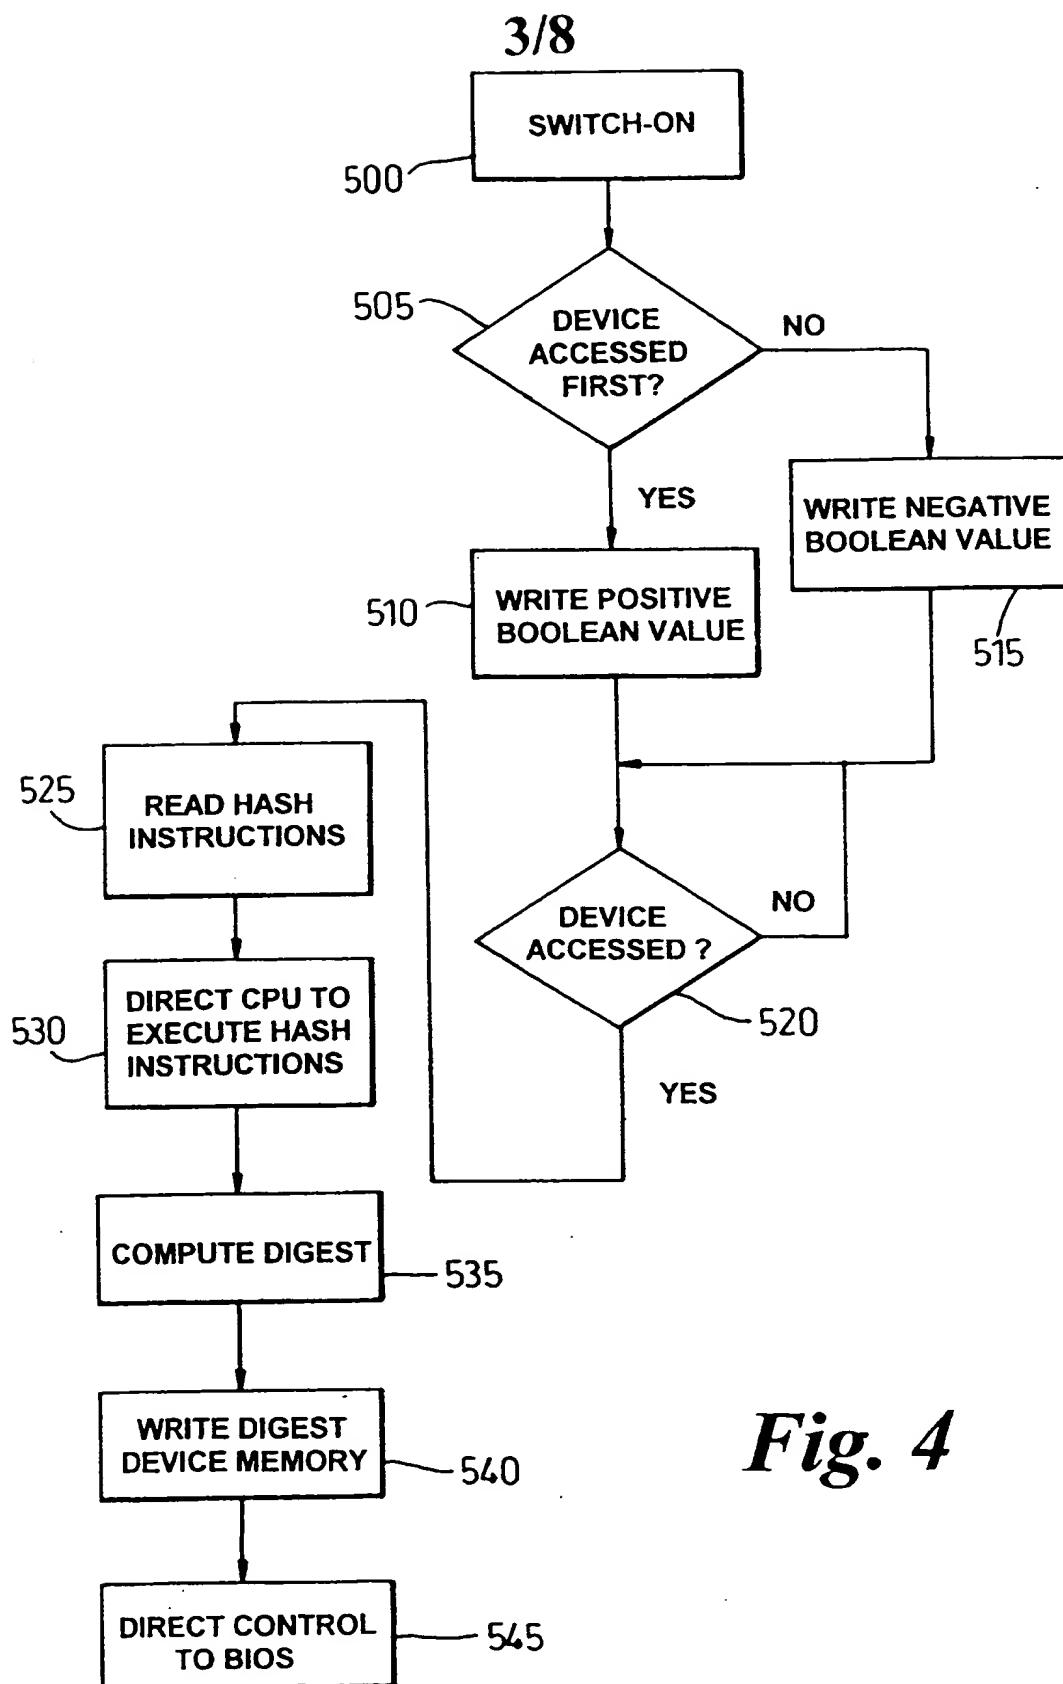 3/8
SWITCH-ON
500
505
DEVICE
ACCESSED
FIRST?
NO
YES
WRITE NEGATIVE
BOOLEAN VALUE
515
510
WRITE POSITIVE
BOOLEAN VALUE
525
READ HASH
INSTRUCTIONS
DEVICE
ACCESSED ?
NO
520
YES
530
DIRECT CPU TO
EXECUTE HASH
INSTRUCTIONS
COMPUTE DIGEST
535
WRITE DIGEST
DEVICE MEMORY
540
DIRECT CONTROL
TO BIOS
545
Fig. 4